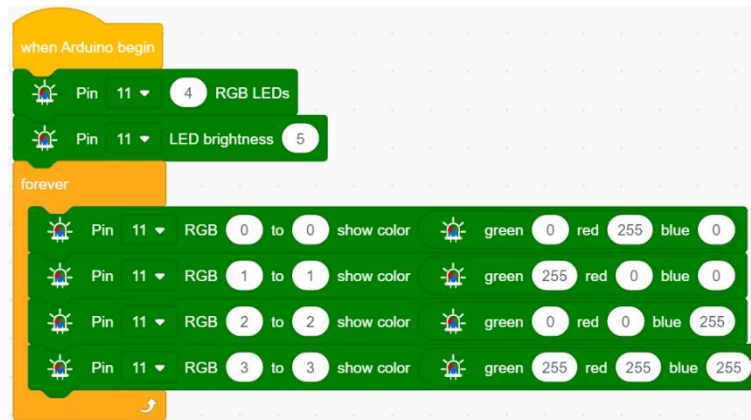 when Arduino begin
Pin 11 4 RGB LEDs
Pin 11 LED brightness 5
forever
Pin 11 RGB 0 to 0 show color green 0 red 255 blue 0
Pin 11 RGB 1 to 1 show color green 255 red 0 blue 0
Pin 11 RGB 2 to 2 show color green 0 red 0 blue 255
Pin 11 RGB 3 to 3 show color green 255 red 255 blue 255